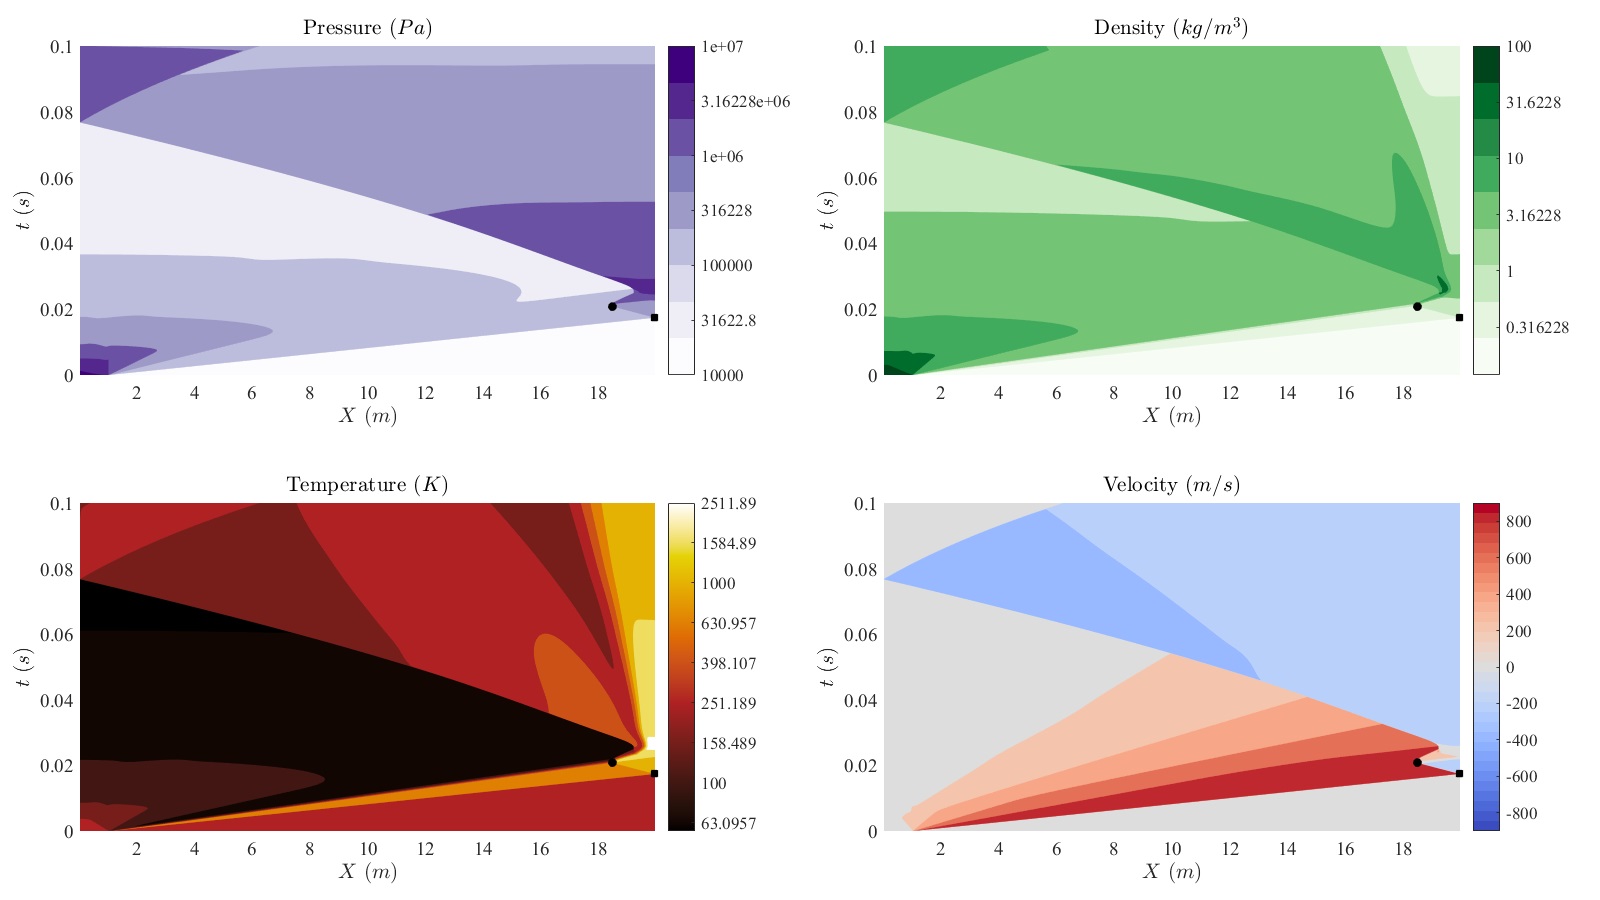 Pressure (Pa)
0.1
0.08
0.06
0.04
0.02
0
t (s)
2 4 6 8 10 12 14 16 18
X (m)
1e+07
3.16228e+06
1e+06
316228
100000
31622.8
10000
Density (kg/m³)
0.1
0.08
0.06
0.04
0.02
0
t (s)
2 4 6 8 10 12 14 16 18
X (m)
100
31.6228
10
3.16228
1
0.316228
Temperature (K)
0.1
0.08
0.06
0.04
0.02
0
t (s)
2 4 6 8 10 12 14 16 18
X (m)
2511.89
1584.89
1000
630.957
398.107
251.189
158.489
100
63.0957
Velocity (m/s)
0.1
0.08
0.06
0.04
0.02
0
t (s)
2 4 6 8 10 12 14 16 18
X (m)
800
600
400
200
0
-200
-400
-600
-800